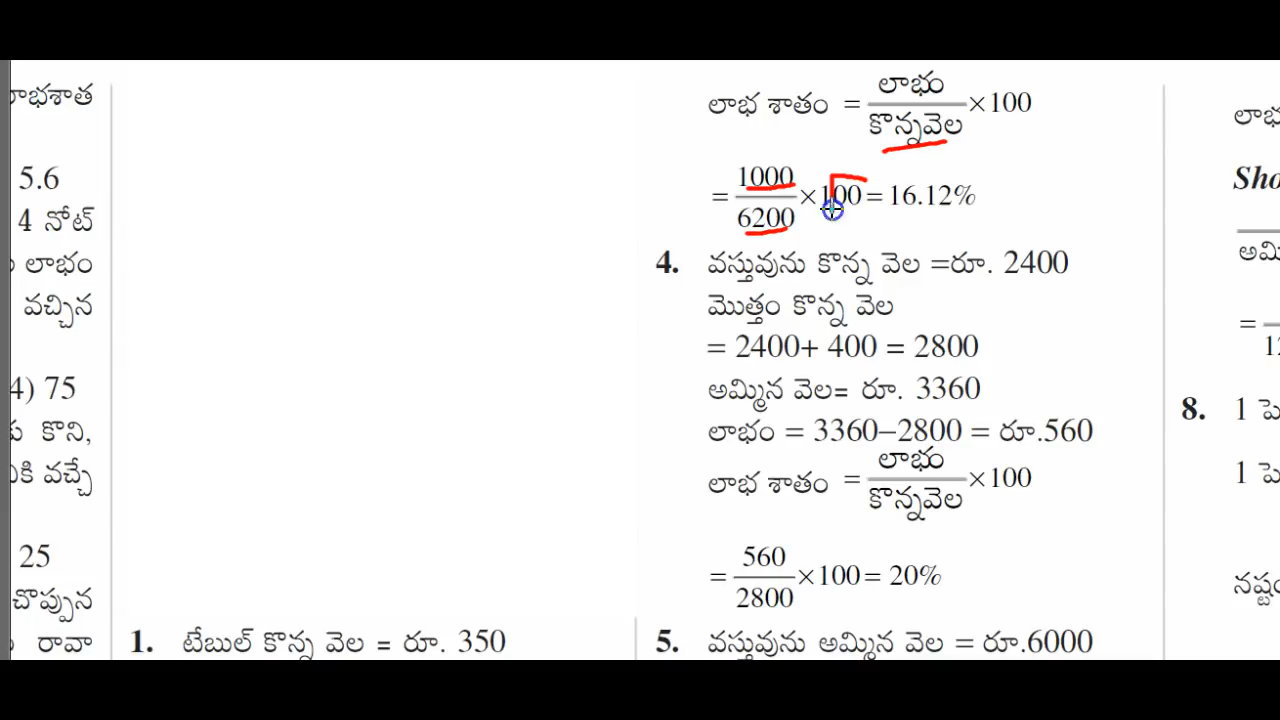 ాభశాత
5.6
4 నోట్
లాభం
వచ్చిన
4) 75
ప కొని,
కి వచ్చే
25
చొప్పున
రావా
1. టేబుల్ కొన్న వెల = రూ. 350
లాభ శాతం = లాభం/కొన్నవెల ×100
= 1000/6200 ×100 = 16.12%
4. వస్తువును కొన్న వెల =రూ. 2400
మొత్తం కొన్న వెల
= 2400+ 400 = 2800
అమ్మిన వెల= రూ. 3360
లాభం = 3360–2800 = రూ.560
లాభ శాతం = లాభం/కొన్నవెల ×100
= 560/2800 ×100 = 20%
5. వస్తువును అమ్మిన వెల = రూ.6000
లాభ
Sho
అమ్మి
=
12
8. 1 పె
1 పె
నష్ట